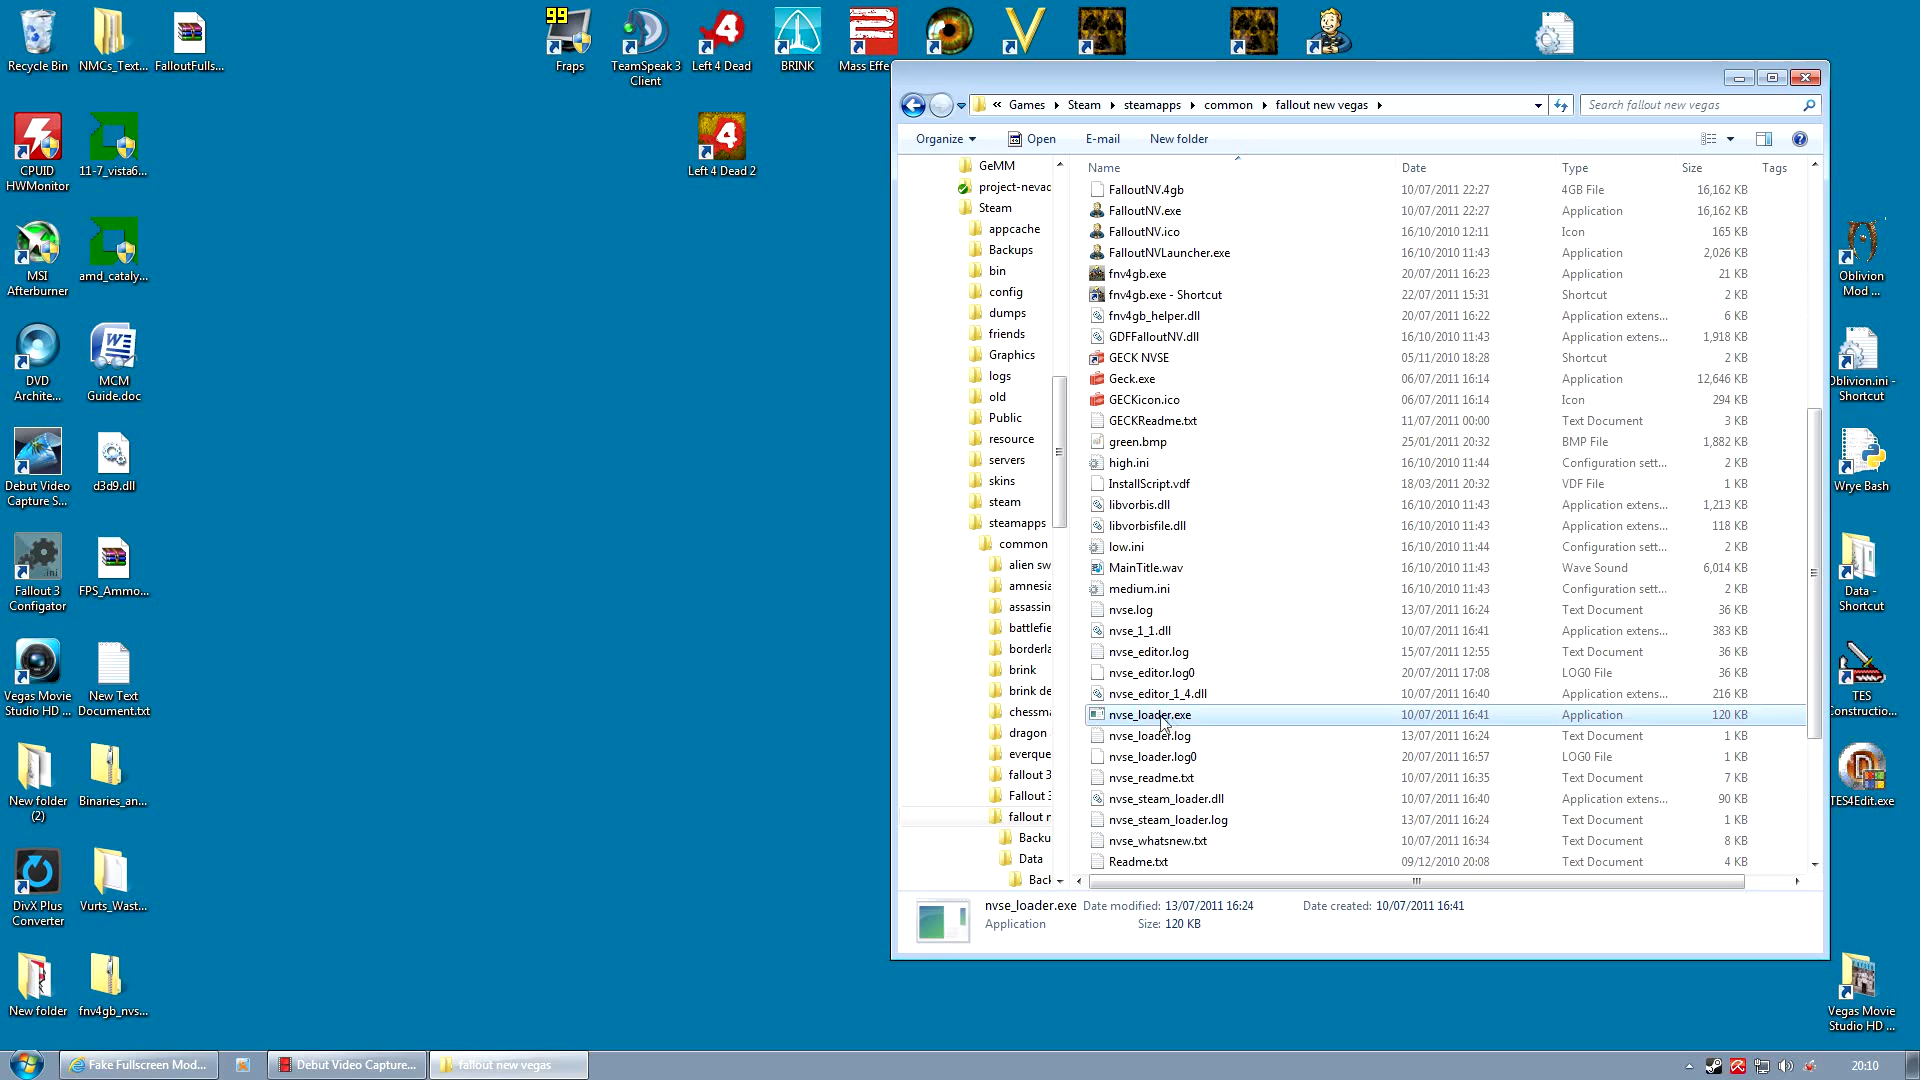 Recycle Bin
NMCs_Text...
FalloutFulls...
99
Fraps
TeamSpeak 3
Client
4
Left 4 Dead
BRINK
Mass Effe
« Games
Steam
steamapps
common
fallout new vegas
Search fallout new vegas
Organize
Open
E-mail
New folder
CPUID
HWMonitor
11-7_vista6...
4
Left 4 Dead 2
MSI
Afterburner
amd_cataly...
DVD
Archite...
W
MCM
Guide.doc
Debut Video
Capture S...
d3d9.dll
.ini
Fallout 3
Configator
FPS_Ammo...
Vegas Movie
Studio HD ...
New Text
Document.txt
New folder
(2)
Binaries_an...
DivX Plus
Converter
Vurts_Wast...
New folder
fnv4gb_nvs...
GeMM
project-nevad
Steam
appcache
Backups
bin
config
dumps
friends
Graphics
logs
old
Public
resource
servers
skins
steam
steamapps
common
alien sw
amnesia
assassin
battlefie
borderla
brink
brink de
chessma
dragon
everque
fallout 3
Fallout 3
fallout n
Backu
Data
Back
Name Date Type Size Tags
FalloutNV.4gb 10/07/2011 22:27 4GB File 16,162 KB
FalloutNV.exe 10/07/2011 22:27 Application 16,162 KB
FalloutNV.ico 16/10/2010 12:11 Icon 165 KB
FalloutNVLauncher.exe 16/10/2010 11:43 Application 2,026 KB
fnv4gb.exe 20/07/2011 16:23 Application 21 KB
fnv4gb.exe - Shortcut 22/07/2011 15:31 Shortcut 2 KB
fnv4gb_helper.dll 20/07/2011 16:22 Application extens... 6 KB
GDFFalloutNV.dll 16/10/2010 11:43 Application extens... 1,918 KB
GECK NVSE 05/11/2010 18:28 Shortcut 2 KB
Geck.exe 06/07/2011 16:14 Application 12,646 KB
GECKicon.ico 06/07/2011 16:14 Icon 294 KB
GECKReadme.txt 11/07/2011 00:00 Text Document 3 KB
green.bmp 25/01/2011 20:32 BMP File 1,882 KB
high.ini 16/10/2010 11:44 Configuration sett... 2 KB
InstallScript.vdf 18/03/2011 20:32 VDF File 1 KB
libvorbis.dll 16/10/2010 11:43 Application extens... 1,213 KB
libvorbisfile.dll 16/10/2010 11:43 Application extens... 118 KB
low.ini 16/10/2010 11:44 Configuration sett... 2 KB
MainTitle.wav 16/10/2010 11:43 Wave Sound 6,014 KB
medium.ini 16/10/2010 11:43 Configuration sett... 2 KB
nvse.log 13/07/2011 16:24 Text Document 36 KB
nvse_1_1.dll 10/07/2011 16:41 Application extens... 383 KB
nvse_editor.log 15/07/2011 12:55 Text Document 36 KB
nvse_editor.log0 20/07/2011 17:08 LOG0 File 36 KB
nvse_editor_1_4.dll 10/07/2011 16:40 Application extens... 216 KB
nvse_loader.exe 10/07/2011 16:41 Application 120 KB
nvse_loader.log 13/07/2011 16:24 Text Document 1 KB
nvse_loader.log0 20/07/2011 16:57 LOG0 File 1 KB
nvse_readme.txt 10/07/2011 16:35 Text Document 7 KB
nvse_steam_loader.dll 10/07/2011 16:40 Application extens... 90 KB
nvse_steam_loader.log 13/07/2011 16:24 Text Document 1 KB
nvse_whatsnew.txt 10/07/2011 16:34 Text Document 8 KB
Readme.txt 09/12/2010 20:08 Text Document 4 KB
nvse_loader.exe Date modified: 13/07/2011 16:24 Date created: 10/07/2011 16:41
Application Size: 120 KB
Oblivion
Mod ...
Oblivion.ini -
Shortcut
Wrye Bash
Data -
Shortcut
TES
Constructio...
TES4Edit.exe
Vegas Movie
Studio HD ...
Fake Fullscreen Mod...
Debut Video Capture...
fallout new vegas
20:10